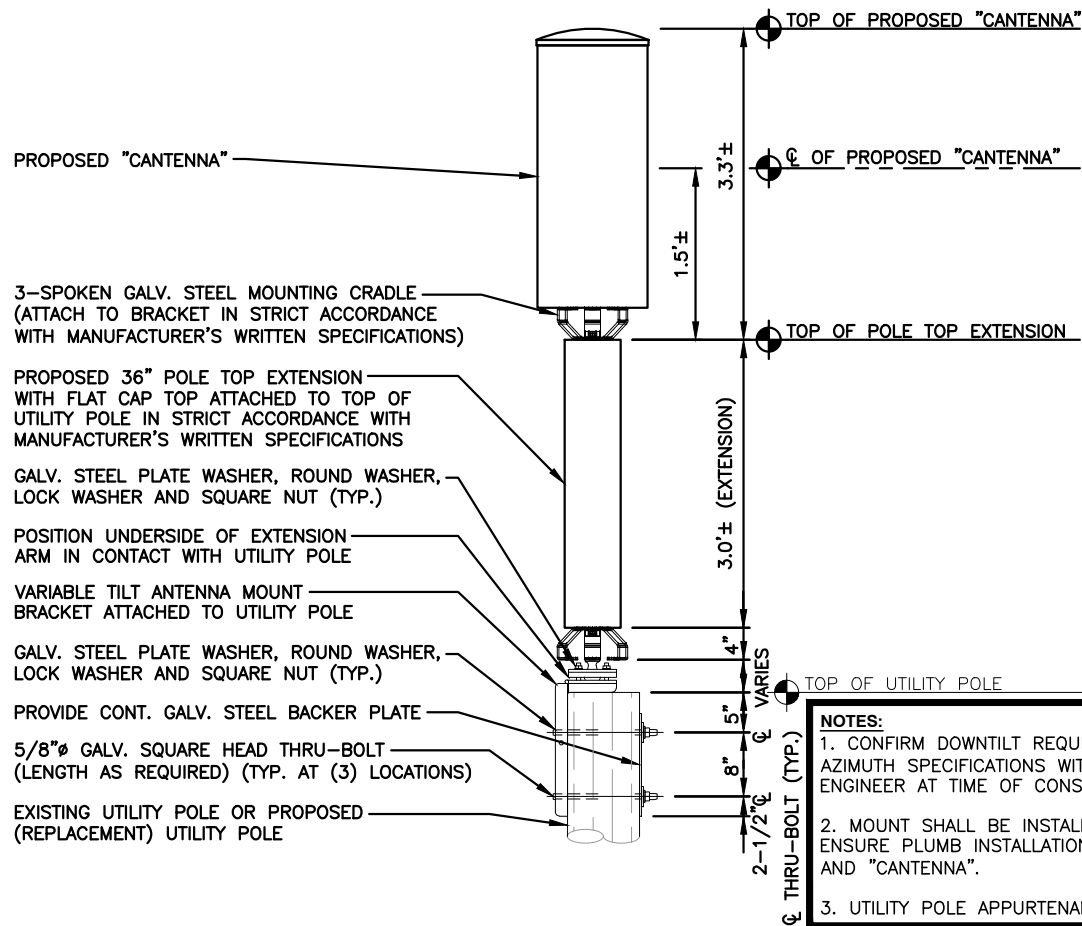 TOP OF PROPOSED "CANTENNA"
PROPOSED "CANTENNA"
℄ OF PROPOSED "CANTENNA"
3.3'±
1.5'±
3-SPOKEN GALV. STEEL MOUNTING CRADLE
(ATTACH TO BRACKET IN STRICT ACCORDANCE
WITH MANUFACTURER'S WRITTEN SPECIFICATIONS)
TOP OF POLE TOP EXTENSION
PROPOSED 36" POLE TOP EXTENSION
WITH FLAT CAP TOP ATTACHED TO TOP OF
UTILITY POLE IN STRICT ACCORDANCE WITH
MANUFACTURER'S WRITTEN SPECIFICATIONS
3.0'± (EXTENSION)
GALV. STEEL PLATE WASHER, ROUND WASHER,
LOCK WASHER AND SQUARE NUT (TYP.)
POSITION UNDERSIDE OF EXTENSION
ARM IN CONTACT WITH UTILITY POLE
VARIABLE TILT ANTENNA MOUNT
BRACKET ATTACHED TO UTILITY POLE
GALV. STEEL PLATE WASHER, ROUND WASHER,
LOCK WASHER AND SQUARE NUT (TYP.)
PROVIDE CONT. GALV. STEEL BACKER PLATE
5/8"ø GALV. SQUARE HEAD THRU-BOLT
(LENGTH AS REQUIRED) (TYP. AT (3) LOCATIONS)
EXISTING UTILITY POLE OR PROPOSED
(REPLACEMENT) UTILITY POLE
4"
VARIES
5"
℄
8"
℄
2-1/2"
℄ THRU-BOLT (TYP.)
TOP OF UTILITY POLE
NOTES:
1. CONFIRM DOWNTILT REQUI
AZIMUTH SPECIFICATIONS WIT
ENGINEER AT TIME OF CONS
2. MOUNT SHALL BE INSTALL
ENSURE PLUMB INSTALLATION
AND "CANTENNA".
3. UTILITY POLE APPURTENA